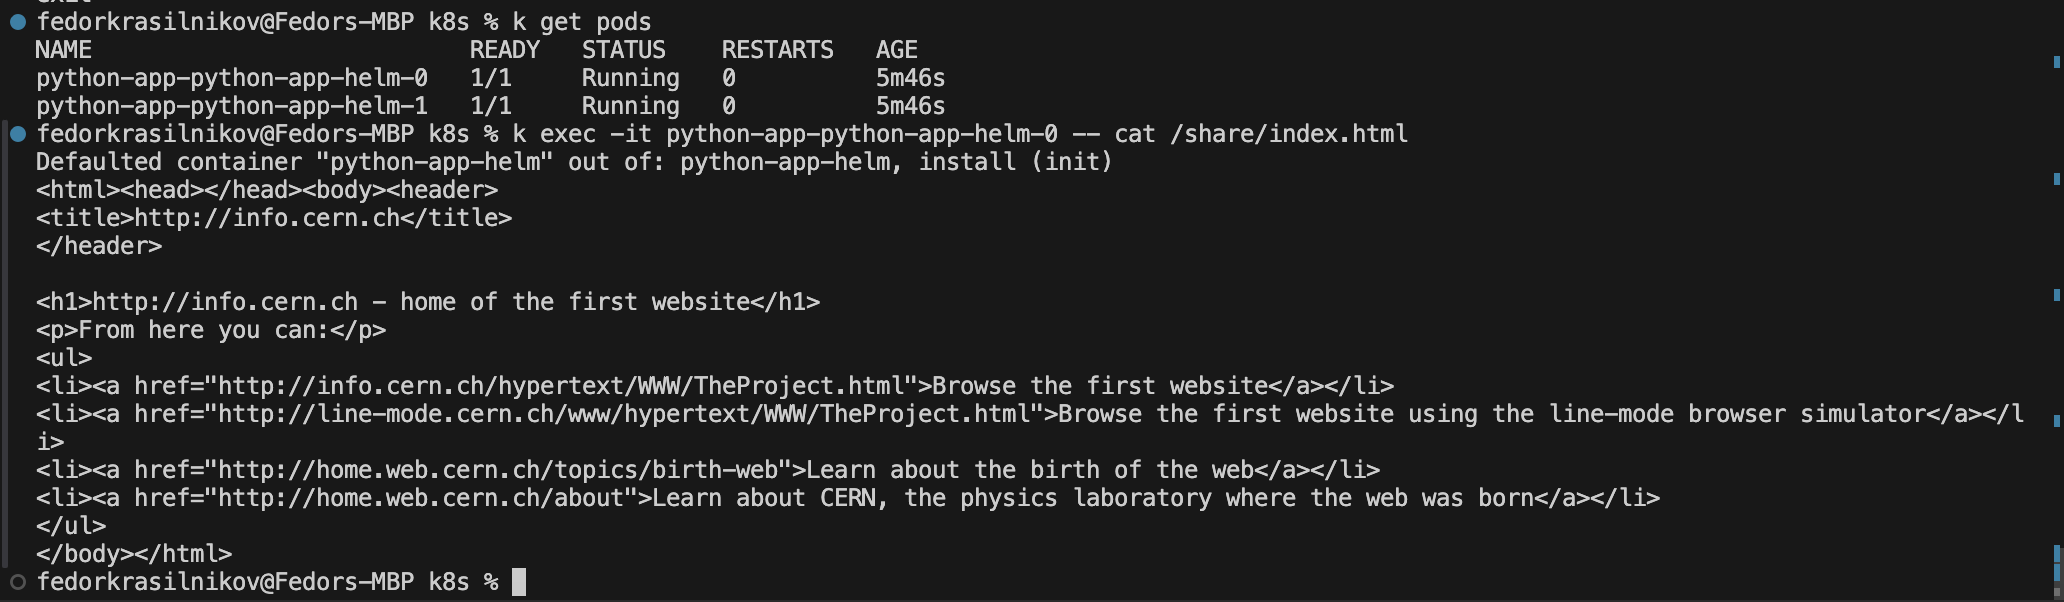 fedorkrasilnikov@Fedors-MBP k8s % k get pods
NAME                           READY   STATUS    RESTARTS   AGE
python-app-python-app-helm-0   1/1     Running   0          5m46s
python-app-python-app-helm-1   1/1     Running   0          5m46s
fedorkrasilnikov@Fedors-MBP k8s % k exec -it python-app-python-app-helm-0 -- cat /share/index.html
Defaulted container "python-app-helm" out of: python-app-helm, install (init)
<html><head></head><body><header>
<title>http://info.cern.ch</title>
</header>

<h1>http://info.cern.ch - home of the first website</h1>
<p>From here you can:</p>
<ul>
<li><a href="http://info.cern.ch/hypertext/WWW/TheProject.html">Browse the first website</a></li>
<li><a href="http://line-mode.cern.ch/www/hypertext/WWW/TheProject.html">Browse the first website using the line-mode browser simulator</a></l
i>
<li><a href="http://home.web.cern.ch/topics/birth-web">Learn about the birth of the web</a></li>
<li><a href="http://home.web.cern.ch/about">Learn about CERN, the physics laboratory where the web was born</a></li>
</ul>
</body></html>
fedorkrasilnikov@Fedors-MBP k8s %